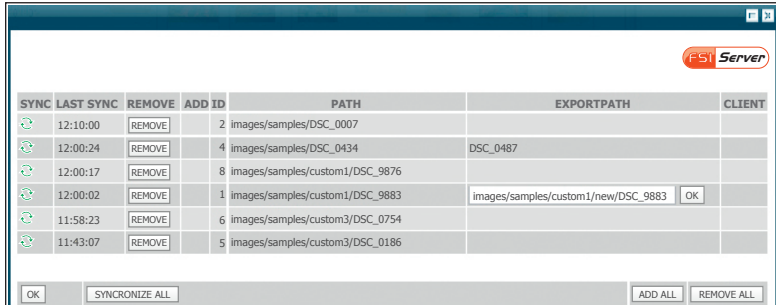 FSI Server
SYNC LAST SYNC REMOVE ADD ID PATH EXPORTPATH CLIENT
12:10:00 REMOVE 2 images/samples/DSC_0007
12:00:24 REMOVE 4 images/samples/DSC_0434 DSC_0487
12:00:17 REMOVE 8 images/samples/custom1/DSC_9876
12:00:02 REMOVE 1 images/samples/custom1/DSC_9883 images/samples/custom1/new/DSC_9883 OK
11:58:23 REMOVE 6 images/samples/custom3/DSC_0754
11:43:07 REMOVE 5 images/samples/custom3/DSC_0186
OK SYNCRONIZE ALL ADD ALL REMOVE ALL